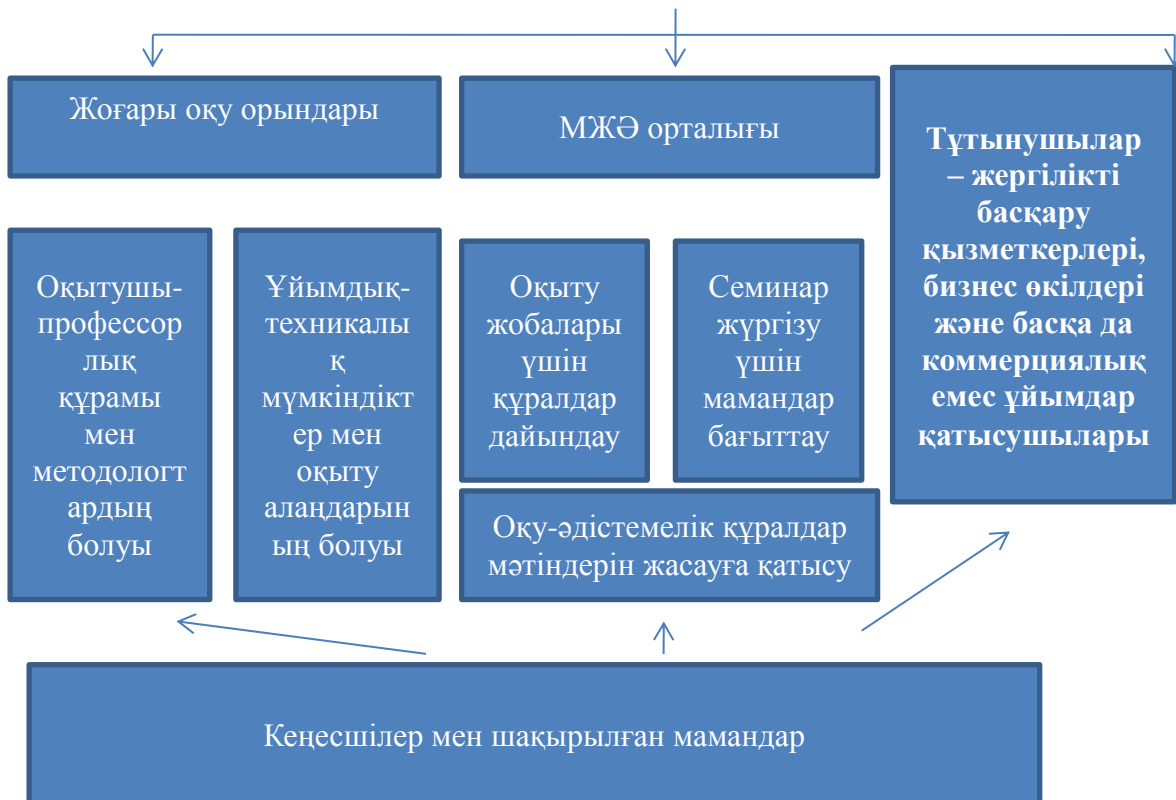 Жоғары оқу орындары
МЖӘ орталығы
Тұтынушылар
– жергілікті
басқару
қызметкерлері,
бизнес өкілдері
және басқа да
коммерциялық
емес ұйымдар
қатысушылары
Оқытушы-
профессор
лық
құрамы
мен
методологт
ардың
болуы
Ұйымдық-
техникалы
қ
мүмкіндікт
ер мен
оқыту
алаңдарын
ың болуы
Оқыту
жобалары
үшін
құралдар
дайындау
Семинар
жүргізу
үшін
мамандар
бағыттау
Оқу-әдістемелік құралдар
мәтіндерін жасауға қатысу
Кеңесшілер мен шақырылған мамандар